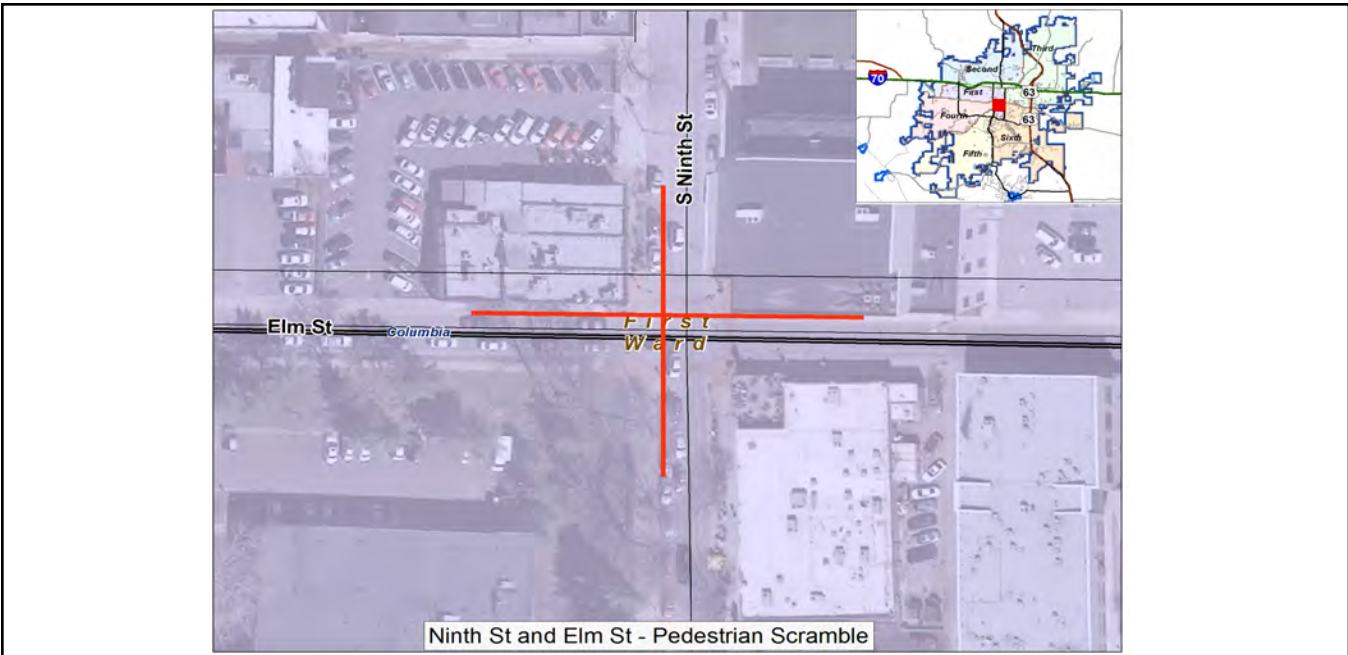 Second
Third
70
First
63
Fourth
63
Sixth
Fifth
S Ninth St
Elm St
Columbia
First
Ward
Ninth St and Elm St - Pedestrian Scramble